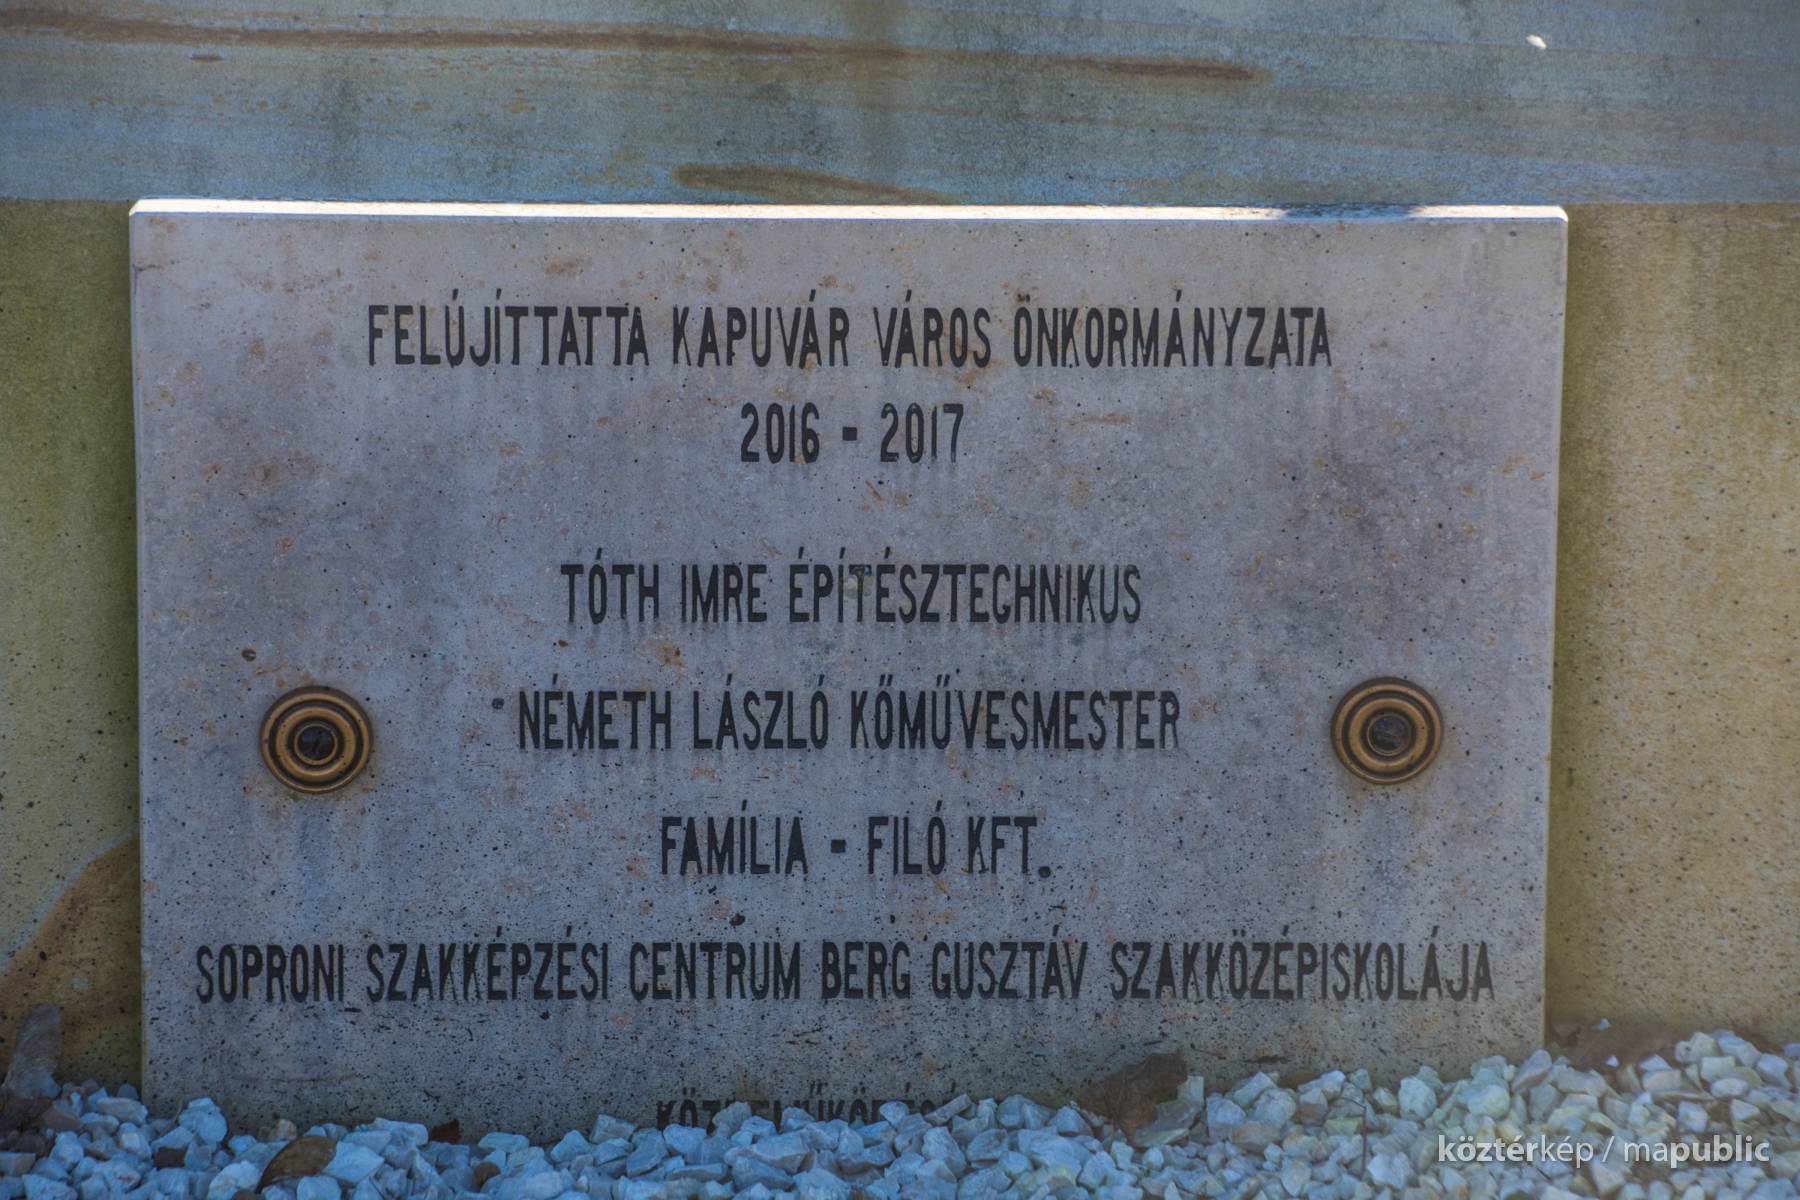 FELÚJÍTTATTA KAPUVÁR VÁROS ÖNKORMÁNYZATA
2016 - 2017
TÓTH IMRE ÉPÍTÉSZTECHNIKUS
NÉMETH LÁSZLÓ KŐMŰVESMESTER
FAMÍLIA - FILÓ KFT.
SOPRONI SZAKKÉPZÉSI CENTRUM BERG GUSZTÁV SZAKKÖZÉPISKOLÁJA
köztérkép / mapublic